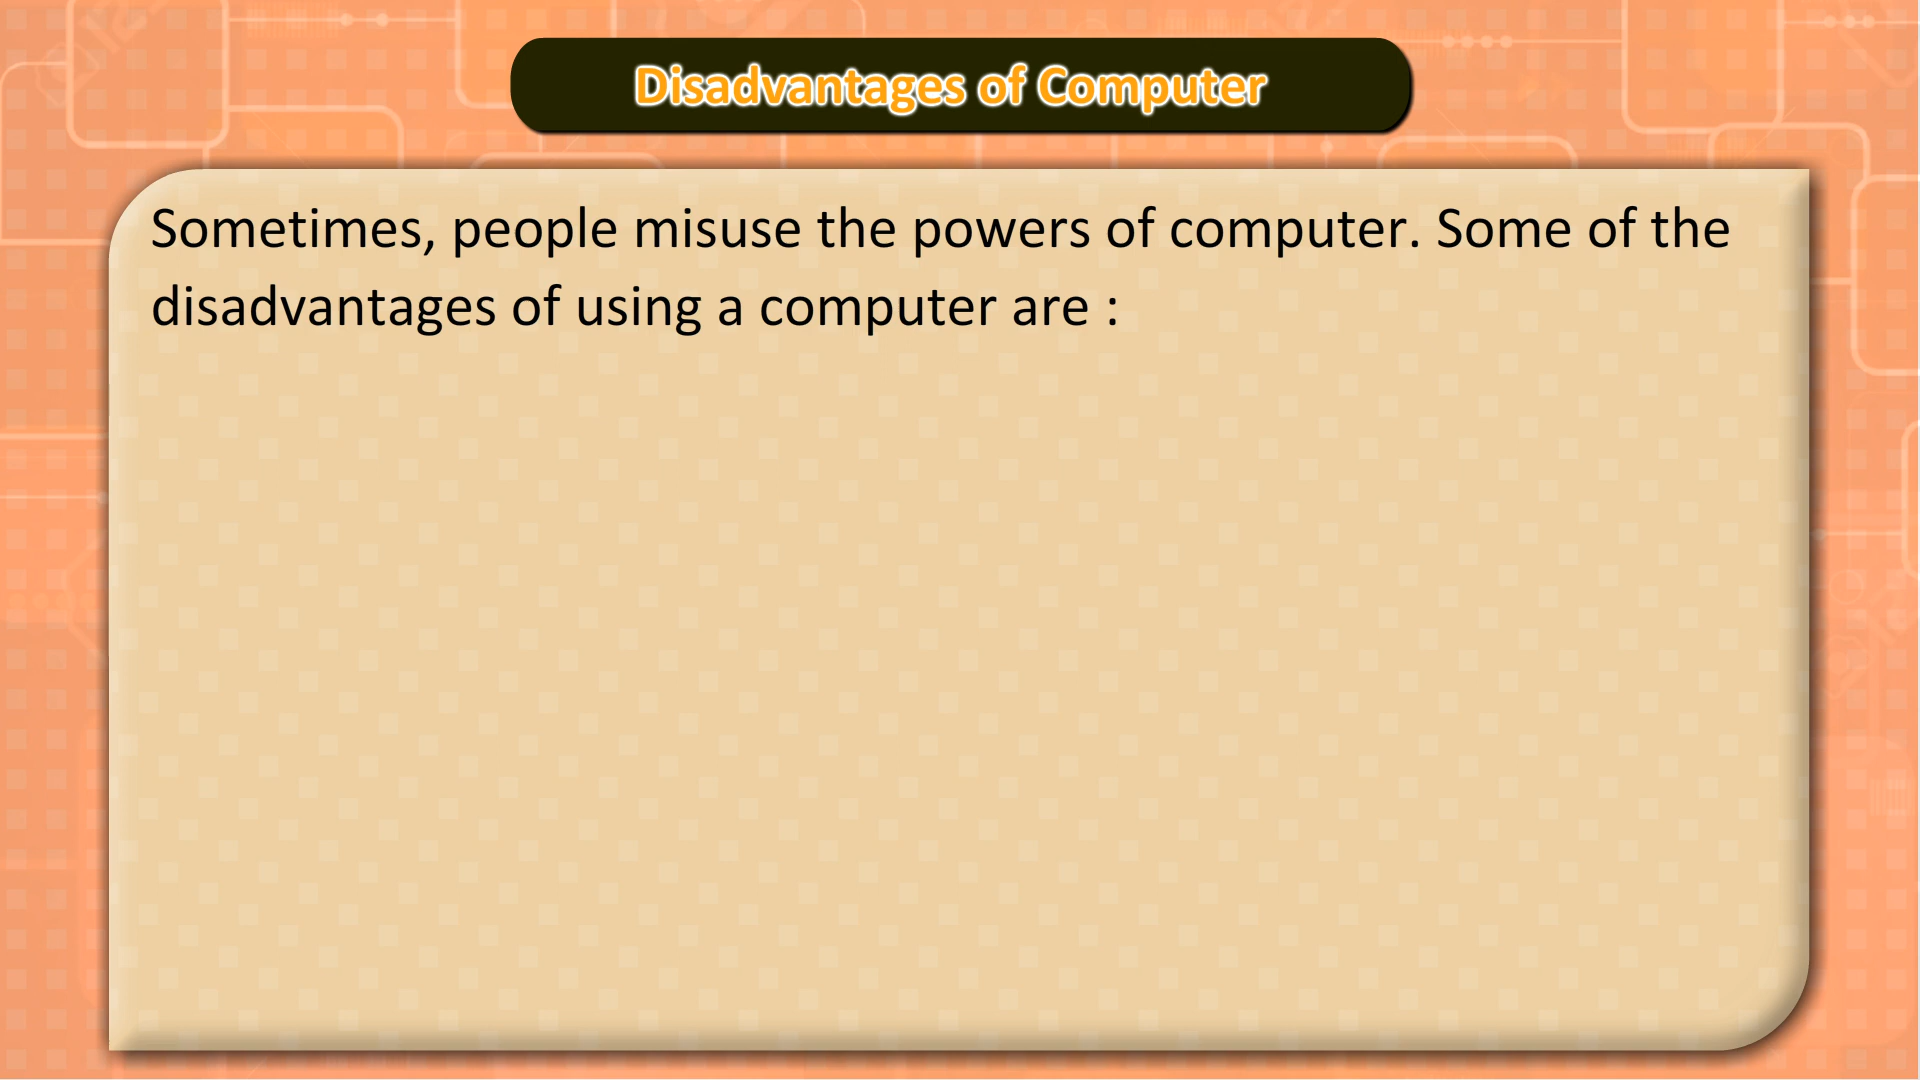 Disadvantages of Computer
Sometimes, people misuse the powers of computer. Some of the
disadvantages of using a computer are :